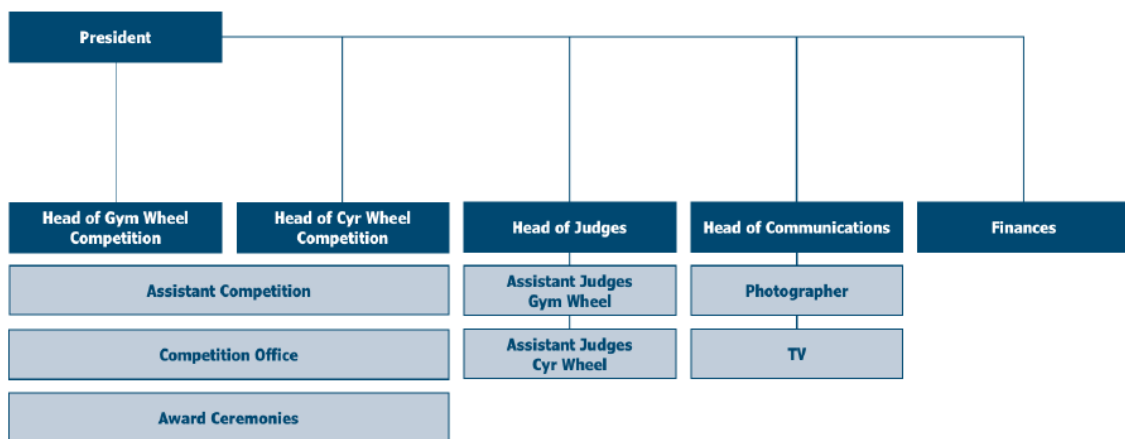 President
Head of Gym Wheel
Competition
Head of Cyr Wheel
Competition
Head of Judges
Head of Communications
Finances
Assistant Competition
Assistant Judges
Gym Wheel
Photographer
Competition Office
Assistant Judges
Cyr Wheel
TV
Award Ceremonies